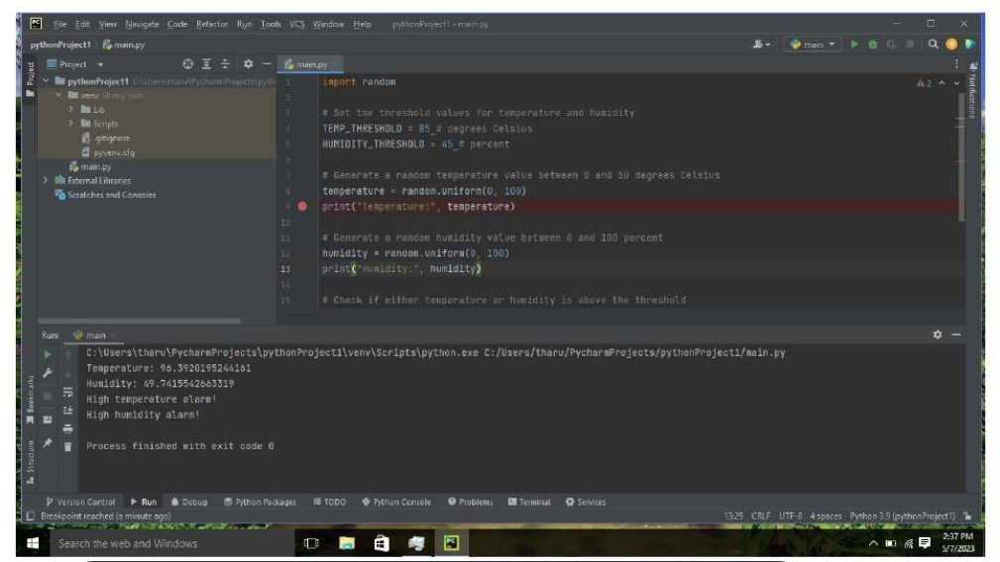 File Edit View Navigate Code Refactor Run Tools VCS Window Help pythonProject1 - main.py
pythonProject1 main.py
main
Project
main.py
pythonProject1
venv library root
Lib
Scripts
.gitignore
pyvenv.cfg
main.py
External Libraries
Scratches and Consoles
Project
Notifications
2
1 import random
2
3 # Set the threshold values for temperature and humidity
4 TEMP_THRESHOLD = 85 # degrees Celsius
5 HUMIDITY_THRESHOLD = 45 # percent
6
7 # Generate a random temperature value between 0 and 50 degrees Celsius
8 temperature = random.uniform(0, 100)
9 print("Temperature:", temperature)
10
11 # Generate a random humidity value between 0 and 100 percent
12 humidity = random.uniform(0, 100)
13 print("Humidity:", humidity)
14
15 # Check if either temperature or humidity is above the threshold
Run: main
C:\Users\tharu\PycharmProjects\pythonProject1\venv\Scripts\python.exe C:/Users/tharu/PycharmProjects/pythonProject1/main.py
Temperature: 96.3920195244161
Humidity: 49.7415542663319
High temperature alarm!
High humidity alarm!
Process finished with exit code 0
Bookmarks
Structure
Version Control Run Debug Python Packages TODO Python Console Problems Terminal Services
Breakpoint reached (a minute ago)
13:29 CRLF UTF-8 4 spaces Python 3.9 (pythonProject1)
Search the web and Windows
2:37 PM
5/7/2023